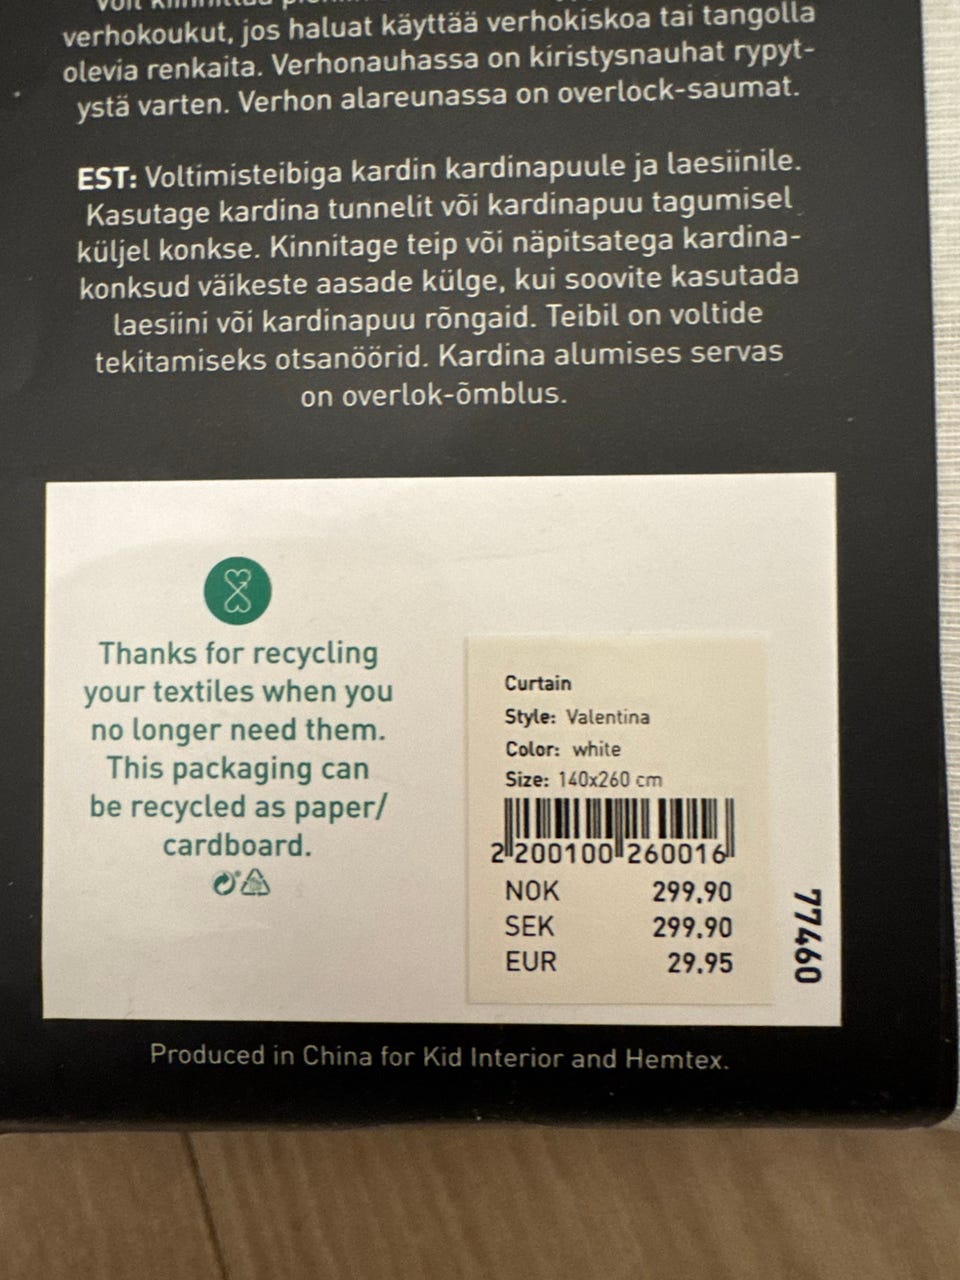 Voit
verhokoukut, jos haluat käyttää verhokiskoa tai tangolla
olevia renkaita. Verhonauhassa on kiristysnauhat rypyt-
ystä varten. Verhon alareunassa on overlock-saumat.
EST: Voltimisteibiga kardin kardinapuule ja laesiinile.
Kasutage kardina tunnelit või kardinapuu tagumisel
küljel konkse. Kinnitage teip või näpitsatega kardina-
konksud väikeste aasade külge, kui soovite kasutada
laesiini või kardinapuu rõngaid. Teibil on voltide
tekitamiseks otsanöörid. Kardina alumises servas
on overlok-õmblus.
Thanks for recycling
your textiles when you
no longer need them.
This packaging can
be recycled as paper/
cardboard.
Curtain
Style: Valentina
Color: white
Size: 140x260 cm
2 200100 260016
NOK 299.90
SEK 299.90
EUR 29.95
77460
Produced in China for Kid Interior and Hemtex.